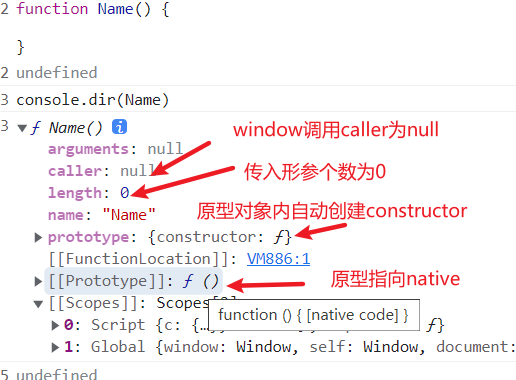 2 function Name() {
}
2 undefined
3 console.dir(Name)
3 ▼ƒ Name() i
arguments: null
window调用caller为null
caller: null
length: 0
传入形参个数为0
name: "Name"
原型对象内自动创建constructor
▶ prototype: {constructor: ƒ}
[[FunctionLocation]]: VM886:1
▶ [[Prototype]]: ƒ ()
原型指向native
▼ [[Scopes]]: Scopes
function () { [native code] }
▶ 0: Script {c: {…} ƒ}
▶ 1: Global {window: Window, self: Window, document:
5 undefined